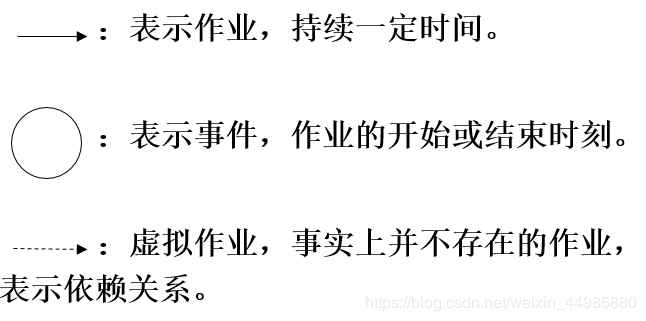 ：表示作业，持续一定时间。
：表示事件，作业的开始或结束时刻。
：虚拟作业，事实上并不存在的作业，
表示依赖关系。
https://blog.csdn.net/weixin_44985880